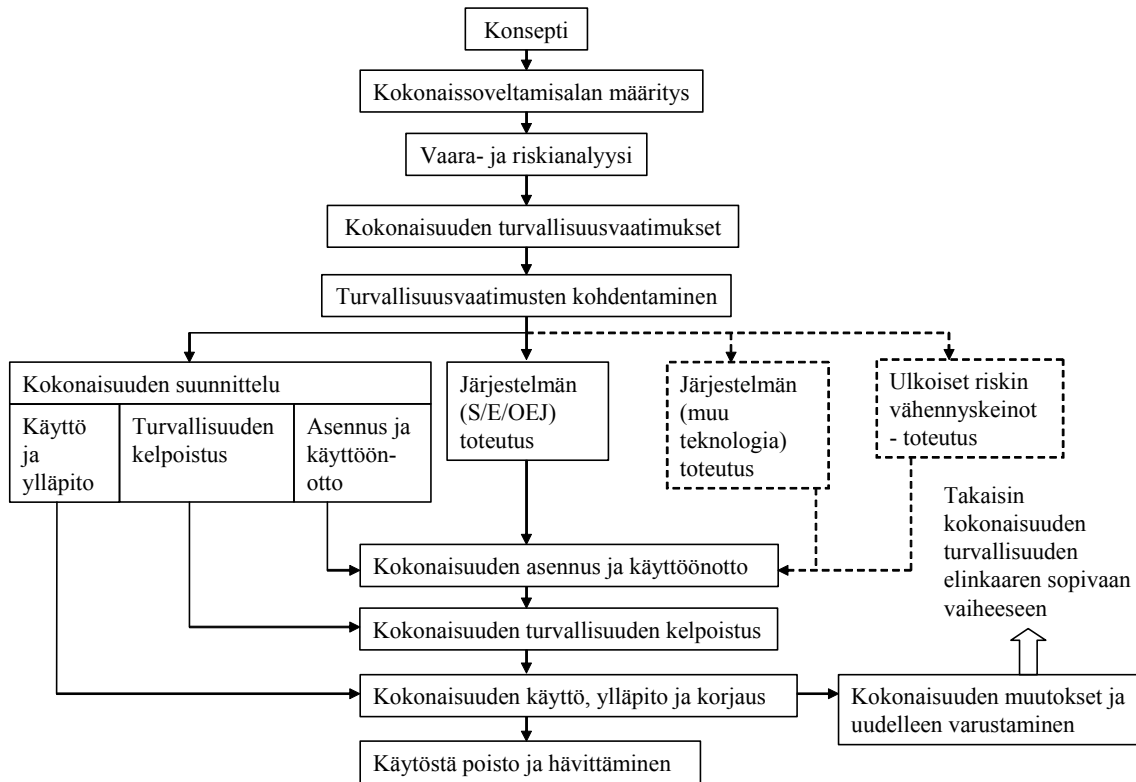 Konsepti
Kokonaissoveltamisalan määritys
Vaara- ja riskianalyysi
Kokonaisuuden turvallisuusvaatimukset
Turvallisuusvaatimusten kohdentaminen
Kokonaisuuden suunnittelu
Käyttö
ja
ylläpito
Turvallisuuden
kelpoistus
Asennus ja
käyttöön-
otto
Järjestelmän
(S/E/OEJ)
toteutus
Järjestelmän
(muu
teknologia)
toteutus
Ulkoiset riskin
vähennyskeinot
- toteutus
Takaisin
kokonaisuuden
turvallisuuden
elinkaaren sopivaan
vaiheeseen
Kokonaisuuden asennus ja käyttöönotto
Kokonaisuuden turvallisuuden kelpoistus
Kokonaisuuden käyttö, ylläpito ja korjaus
Kokonaisuuden muutokset ja
uudelleen varustaminen
Käytöstä poisto ja hävittäminen